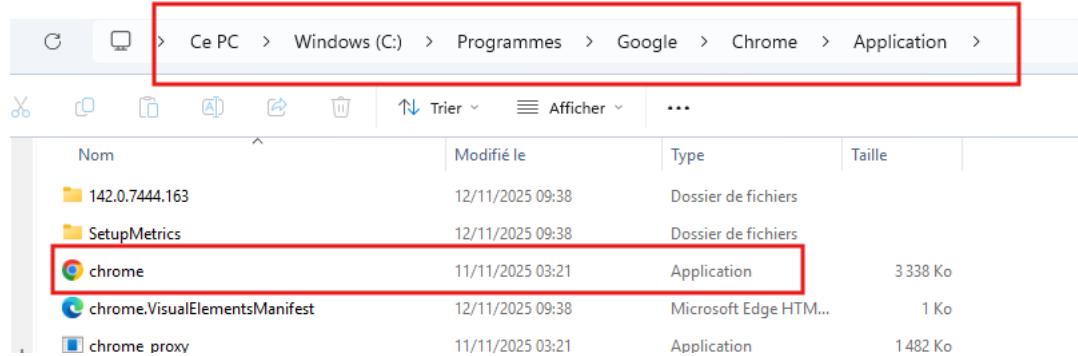 Ce PC > Windows (C:) > Programmes > Google > Chrome > Application >
Trier Afficher ...
Nom Modifié le Type Taille
142.0.7444.163 12/11/2025 09:38 Dossier de fichiers
SetupMetrics 12/11/2025 09:38 Dossier de fichiers
chrome 11/11/2025 03:21 Application 3 338 Ko
chrome.VisualElementsManifest 12/11/2025 09:38 Microsoft Edge HTM... 1 Ko
chrome_proxy 11/11/2025 03:21 Application 1 482 Ko